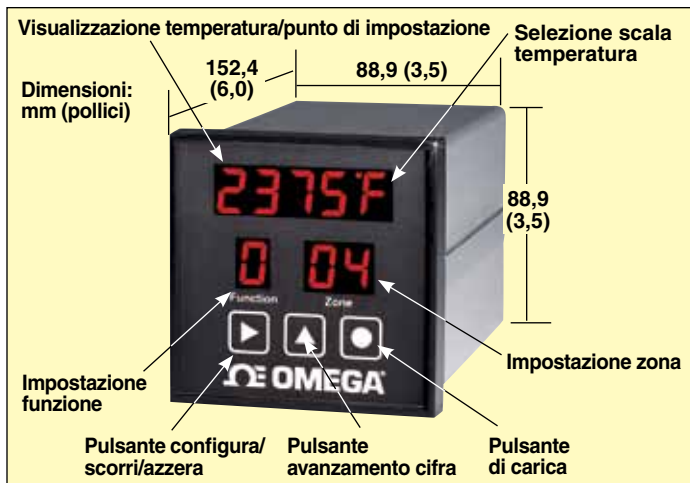 Visualizzazione temperatura/punto di impostazione
Selezione scala
temperatura
Dimensioni:
mm (pollici)
152,4
(6,0)
88,9 (3,5)
88,9
(3,5)
2375°F
0
04
Function
Zone
ΩE OMEGA®
Impostazione
funzione
Impostazione zona
Pulsante configura/
scorri/azzera
Pulsante
avanzamento cifra
Pulsante
di carica